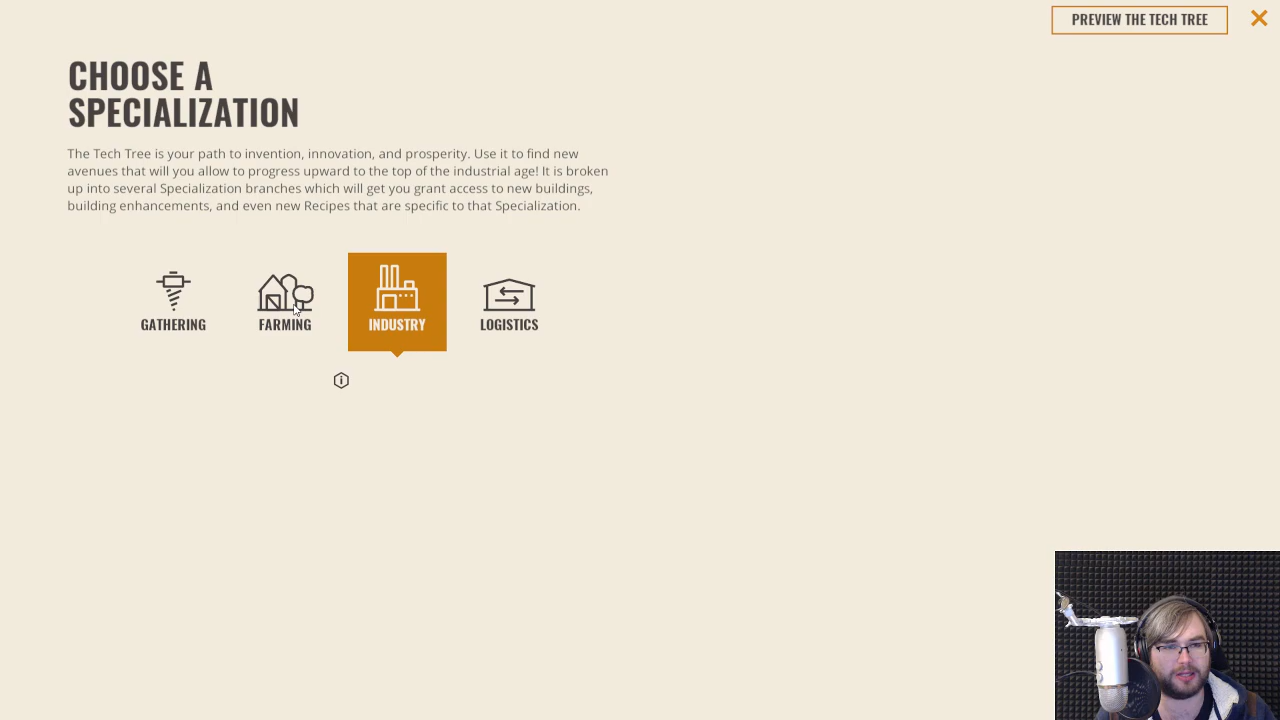 PREVIEW THE TECH TREE
CHOOSE A
SPECIALIZATION
The Tech Tree is your path to invention, innovation, and prosperity. Use it to find new
avenues that will you allow to progress upward to the top of the industrial age! It is broken
up into several Specialization branches which will get you grant access to new buildings,
building enhancements, and even new Recipes that are specific to that Specialization.
GATHERING
FARMING
INDUSTRY
LOGISTICS